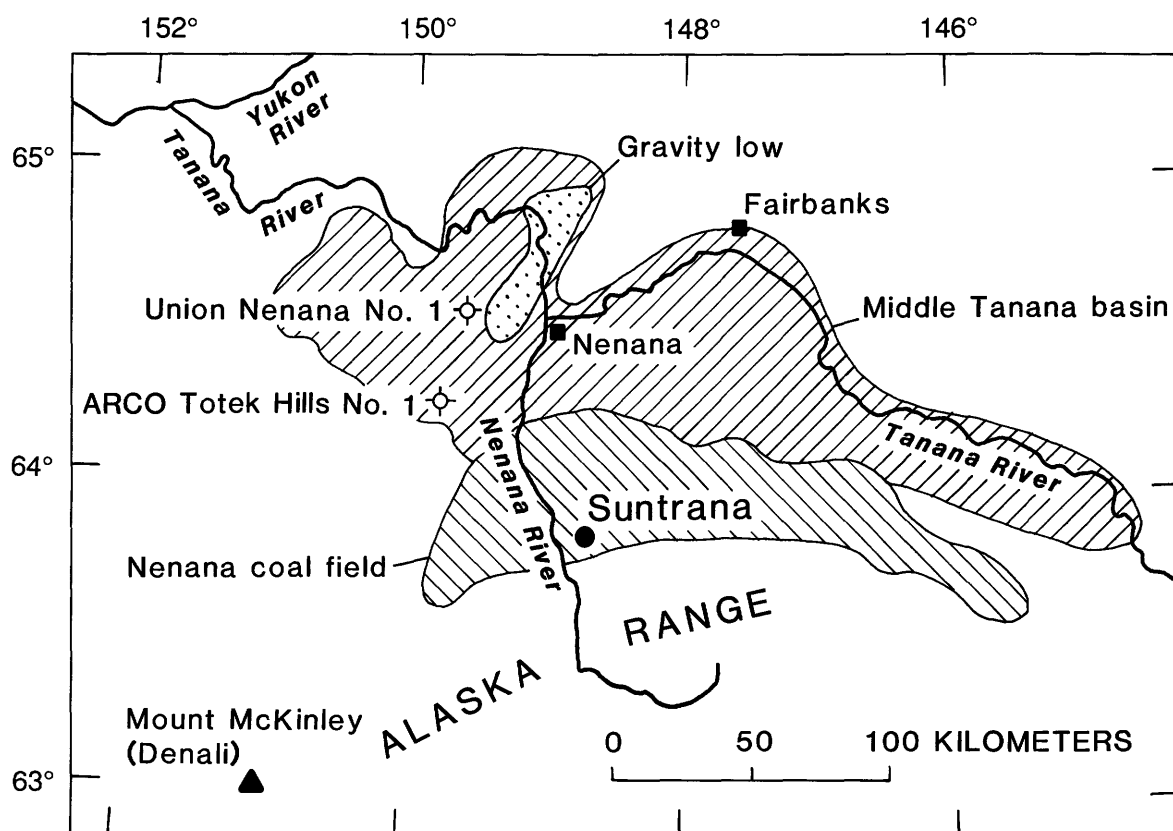 152°
150°
148°
146°
Yukon
River
Tanana
River
65°
Gravity low
Fairbanks
Union Nenana No. 1
Middle Tanana basin
Nenana
ARCO Totek Hills No. 1
Nenana River
Tanana River
64°
Suntrana
Nenana coal field
ALASKA RANGE
Mount McKinley
(Denali)
0 50 100 KILOMETERS
63°